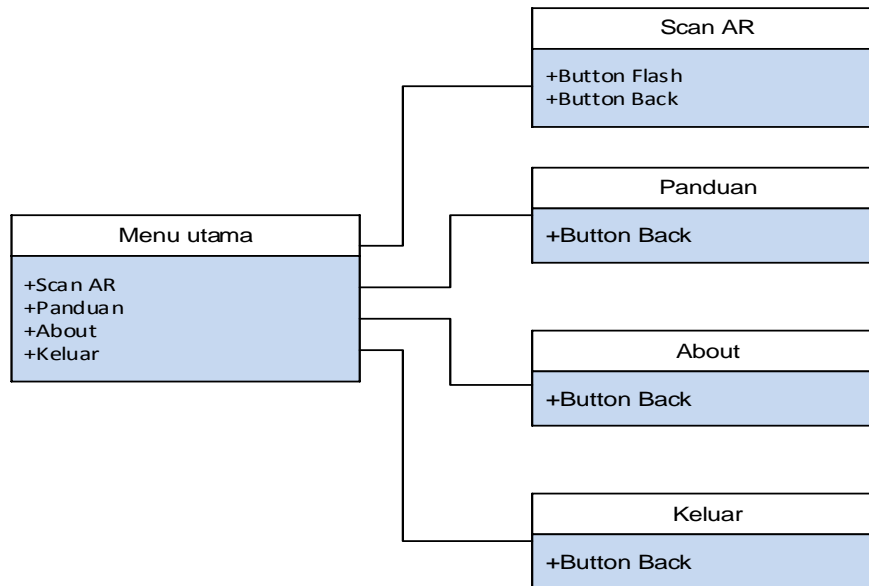 Menu utama
+Scan AR
+Panduan
+About
+Keluar
Scan AR
+Button Flash
+Button Back
Panduan
+Button Back
About
+Button Back
Keluar
+Button Back